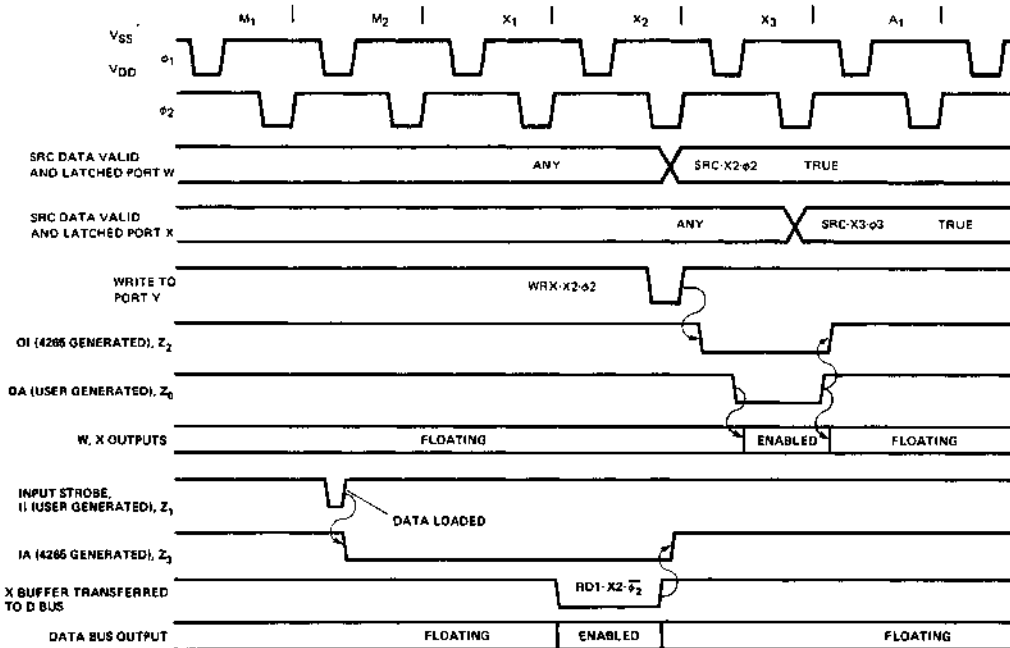 M1 M2 X1 X2 X3 A1
VSS
φ1
VDD
φ2
SRC DATA VALID
AND LATCHED PORT W
ANY SRC·X2·φ2 TRUE
SRC DATA VALID
AND LATCHED PORT X
ANY SRC·X3·φ3 TRUE
WRITE TO
PORT Y
WRX·X2·φ2
OI (4265 GENERATED), Z2
OA (USER GENERATED), Z0
W, X OUTPUTS
FLOATING ENABLED FLOATING
INPUT STROBE,
II (USER GENERATED), Z1
DATA LOADED
IA (4265 GENERATED), Z3
X BUFFER TRANSFERRED
TO D BUS
RD1·X2·φ̅2
DATA BUS OUTPUT
FLOATING ENABLED FLOATING